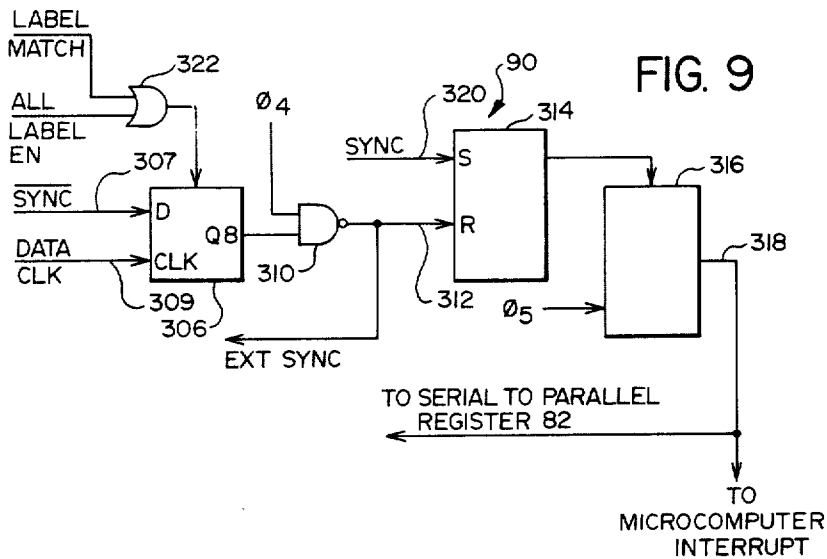 LABEL
MATCH
322
ALL
LABEL
EN
Ø4
90
FIG. 9
320
314
SYNC
S
316
307
SYNC
D
Q8
310
R
318
DATA
CLK
CLK
309
306
312
Ø5
EXT SYNC
TO SERIAL TO PARALLEL
REGISTER 82
TO
MICROCOMPUTER
INTERRUPT